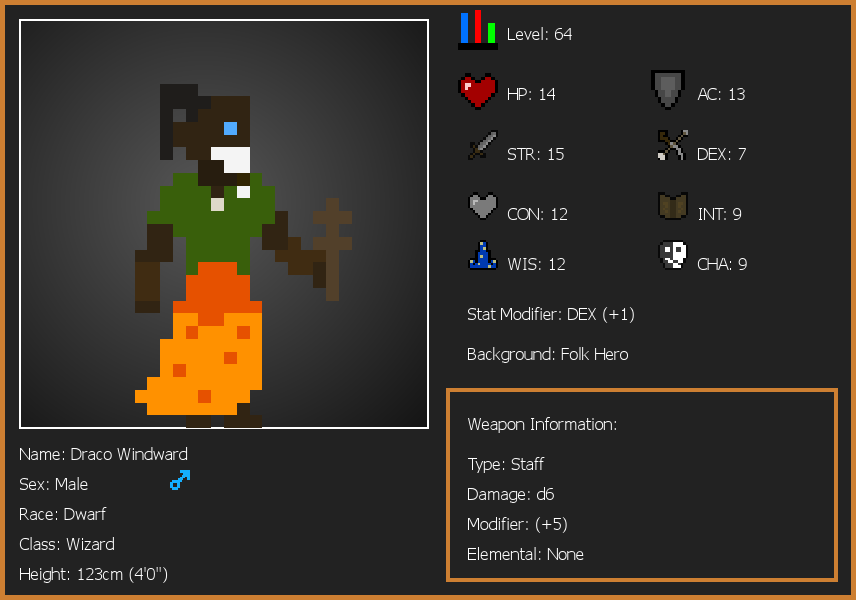 Level: 64
HP: 14
AC: 13
STR: 15
DEX: 7
CON: 12
INT: 9
WIS: 12
CHA: 9
Stat Modifier: DEX (+1)
Background: Folk Hero
Weapon Information:
Type: Staff
Damage: d6
Modifier: (+5)
Elemental: None
Name: Draco Windward
Sex: Male
Race: Dwarf
Class: Wizard
Height: 123cm (4'0")